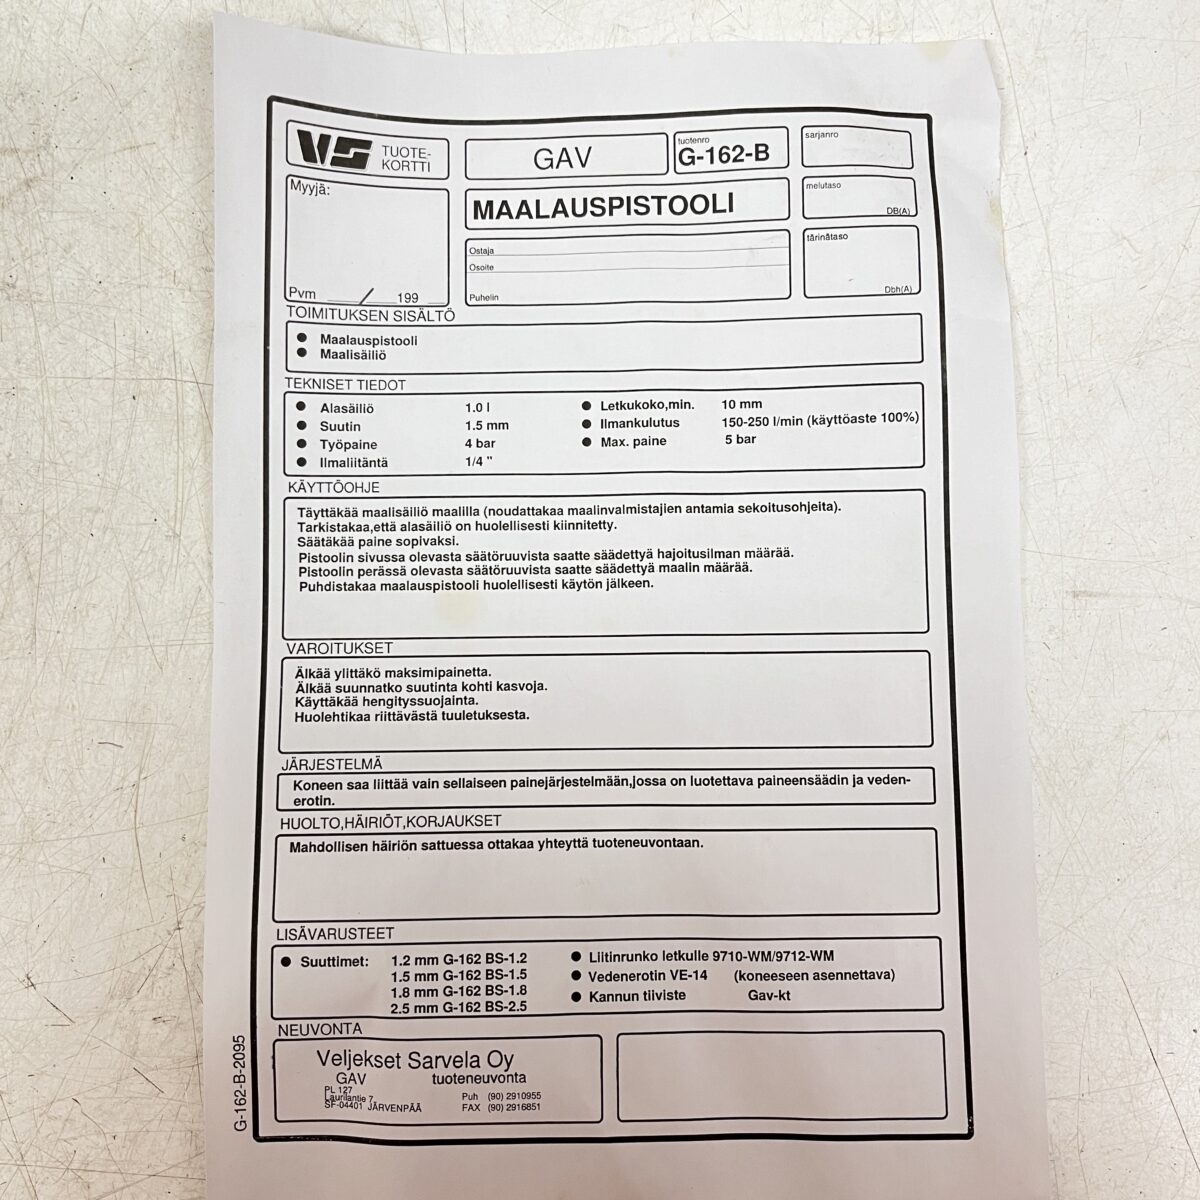 VS TUOTE-
KORTTI
GAV
tuotenro
G-162-B
sarjanro
Myyjä:
Pvm ____/____199__
MAALAUSPISTOOLI
melutaso
DB(A)
Ostaja
Osoite
Puhelin
tärinätaso
Dbh(A)
TOIMITUKSEN SISÄLTÖ
● Maalauspistooli
● Maalisäiliö
TEKNISET TIEDOT
● Alasäiliö 1.0 l
● Suutin 1.5 mm
● Työpaine 4 bar
● Ilmaliitäntä 1/4 "
● Letkukoko,min. 10 mm
● Ilmankulutus 150-250 l/min (käyttöaste 100%)
● Max. paine 5 bar
KÄYTTÖOHJE
Täyttäkää maalisäiliö maalilla (noudattakaa maalinvalmistajien antamia sekoitusohjeita).
Tarkistakaa,että alasäiliö on huolellisesti kiinnitetty.
Säätäkää paine sopivaksi.
Pistoolin sivussa olevasta säätöruuvista saatte säädettyä hajoitusilman määrää.
Pistoolin perässä olevasta säätöruuvista saatte säädettyä maalin määrää.
Puhdistakaa maalauspistooli huolellisesti käytön jälkeen.
VAROITUKSET
Älkää ylittäkö maksimipainetta.
Älkää suunnatko suutinta kohti kasvoja.
Käyttäkää hengityssuojainta.
Huolehtikaa riittävästä tuuletuksesta.
JÄRJESTELMÄ
Koneen saa liittää vain sellaiseen painejärjestelmään,jossa on luotettava paineensäädin ja veden-
erotin.
HUOLTO,HÄIRIÖT,KORJAUKSET
Mahdollisen häiriön sattuessa ottakaa yhteyttä tuoteneuvontaan.
LISÄVARUSTEET
● Suuttimet: 1.2 mm G-162 BS-1.2
1.5 mm G-162 BS-1.5
1.8 mm G-162 BS-1.8
2.5 mm G-162 BS-2.5
● Liitinrunko letkulle 9710-WM/9712-WM
● Vedenerotin VE-14 (koneeseen asennettava)
● Kannun tiiviste Gav-kt
NEUVONTA
Veljekset Sarvela Oy
GAV tuoteneuvonta
PL 127
Laurilantie 7
SF-04401 JÄRVENPÄÄ
Puh (90) 2910955
FAX (90) 2916851
G-162-B-2095